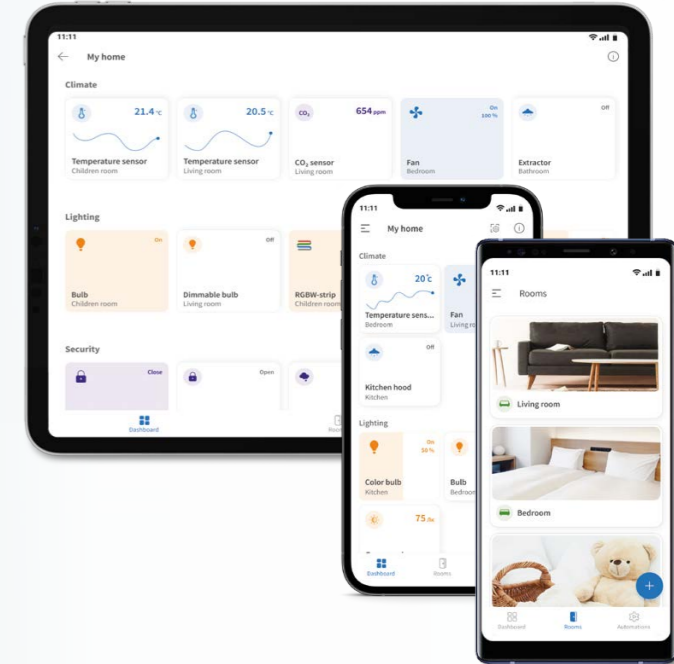 11:11
My home
Climate
21.4 °C
Temperature sensor
Children room
20.5 °C
Temperature sensor
Living room
CO₂
654 ppm
CO₂ sensor
Living room
On
100 %
Fan
Bedroom
Off
Extractor
Bathroom
Lighting
On
Bulb
Children room
Off
Dimmable bulb
Living room
RGBW-strip
Children room
Security
Close
Open
Dashboard
11:11
My home
Climate
20°c
Temperature sens...
Bedroom
Fan
Off
Kitchen hood
Kitchen
Lighting
On
50 %
Color bulb
Kitchen
Bulb
75
Dashboard
Rooms
11:11
Rooms
Living room
Bedroom
Dashboard
Rooms
Automations